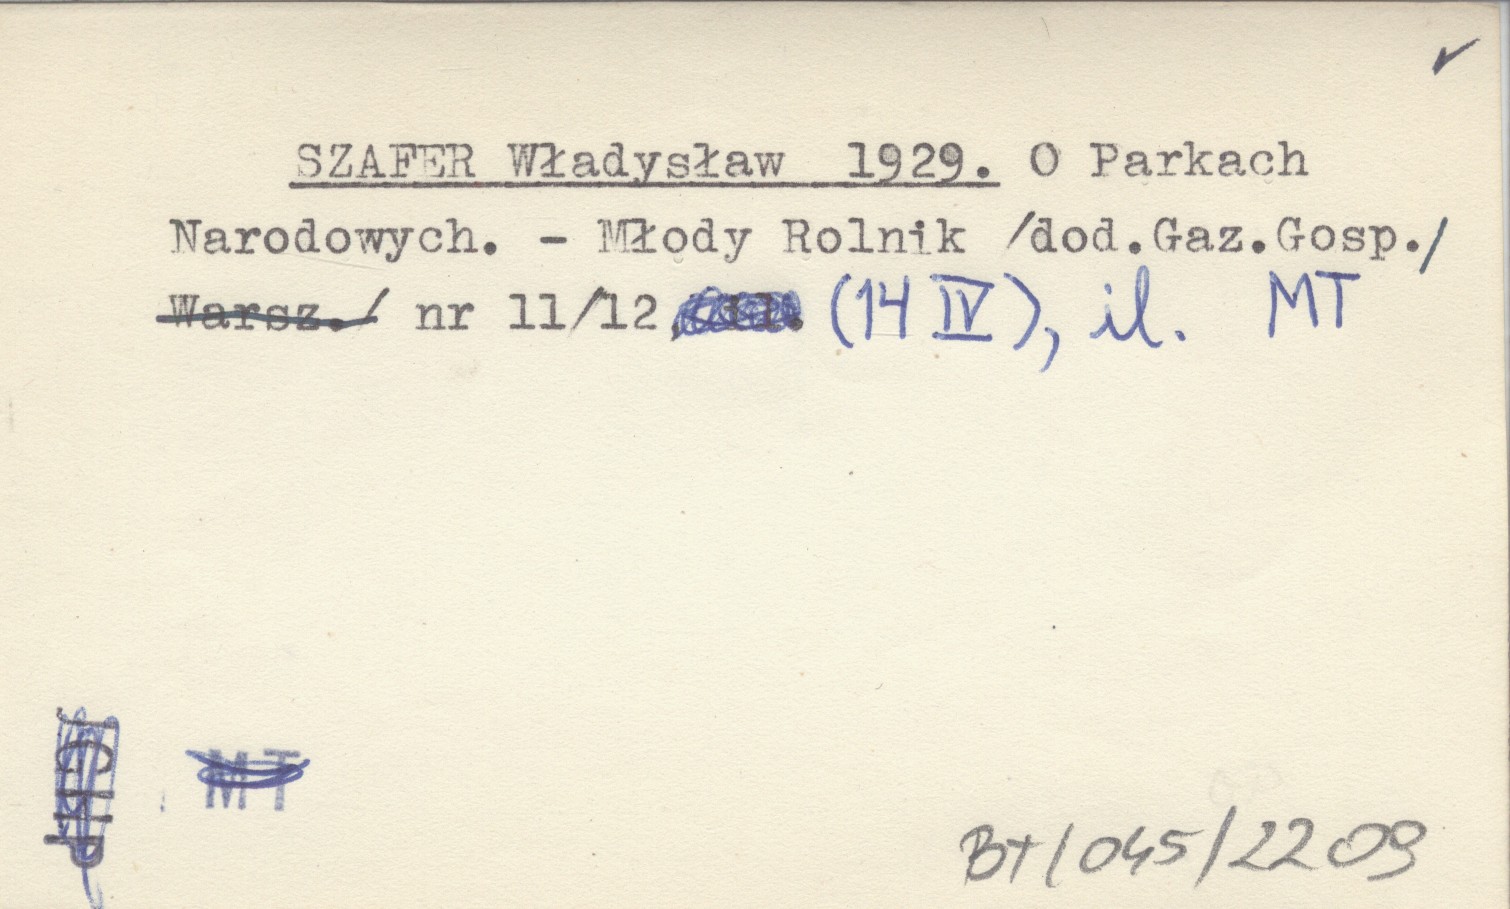 SZAFER Władysław 1929. O Parkach
Narodowych. - Młody Rolnik /dod.Gaz.Gosp./
Warsz./ nr 11/12, il. (14 IV), il. MT
MT
Bt/045/2209